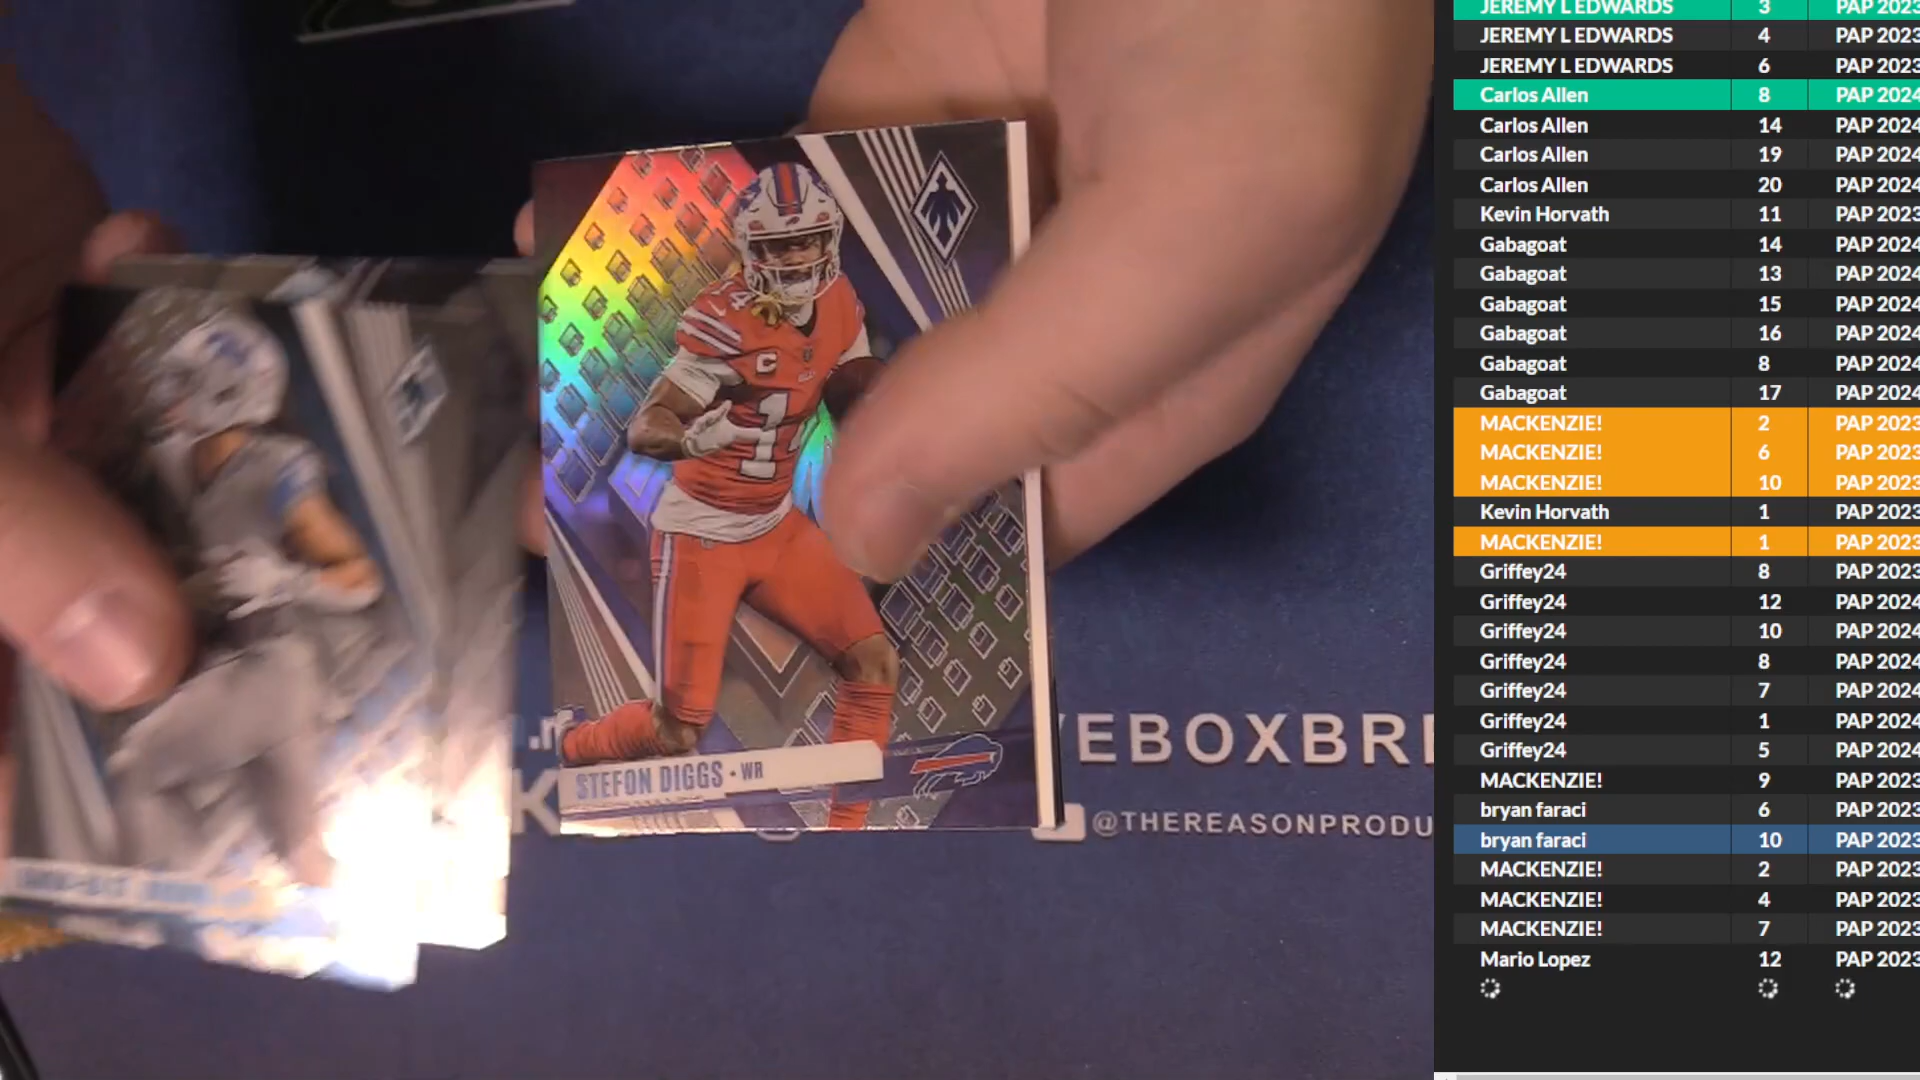 14
C
1
STEFON DIGGS • WR
EBOXBR
K
@THEREASONPRODU
JEREMY L EDWARDS 3 PAP 2023
JEREMY L EDWARDS 4 PAP 2023
JEREMY L EDWARDS 6 PAP 2023
Carlos Allen 8 PAP 2024
Carlos Allen 14 PAP 2024
Carlos Allen 19 PAP 2024
Carlos Allen 20 PAP 2024
Kevin Horvath 11 PAP 2023
Gabagoat 14 PAP 2024
Gabagoat 13 PAP 2024
Gabagoat 15 PAP 2024
Gabagoat 16 PAP 2024
Gabagoat 8 PAP 2024
Gabagoat 17 PAP 2024
MACKENZIE! 2 PAP 2023
MACKENZIE! 6 PAP 2023
MACKENZIE! 10 PAP 2023
Kevin Horvath 1 PAP 2023
MACKENZIE! 1 PAP 2023
Griffey24 8 PAP 2023
Griffey24 12 PAP 2024
Griffey24 10 PAP 2024
Griffey24 8 PAP 2024
Griffey24 7 PAP 2024
Griffey24 1 PAP 2024
Griffey24 5 PAP 2024
MACKENZIE! 9 PAP 2023
bryan faraci 6 PAP 2023
bryan faraci 10 PAP 2023
MACKENZIE! 2 PAP 2023
MACKENZIE! 4 PAP 2023
MACKENZIE! 7 PAP 2023
Mario Lopez 12 PAP 2023